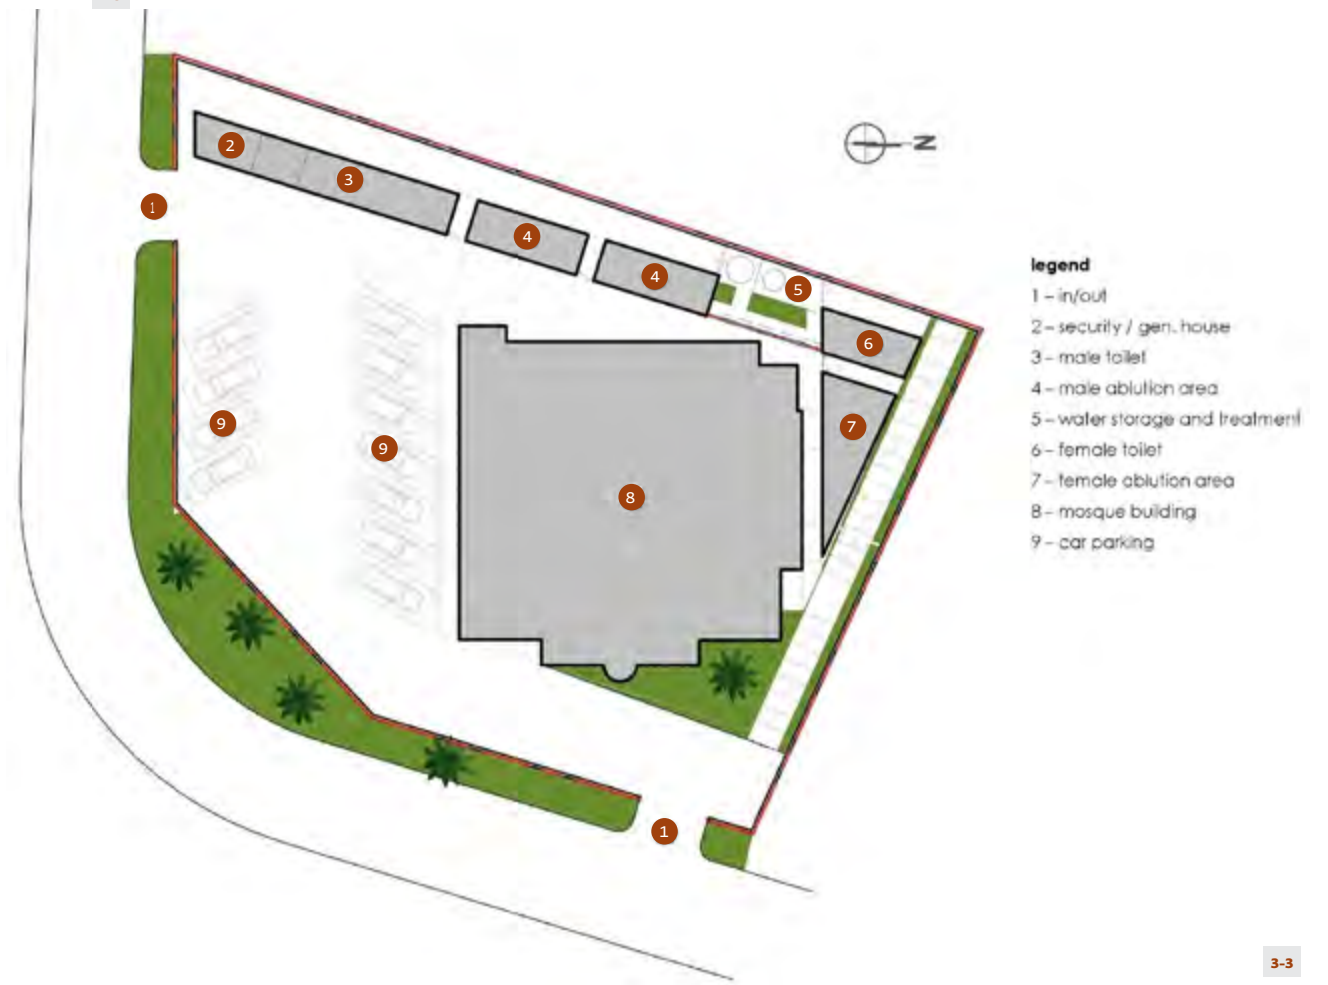 N
2
3
1
4
4
5
6
7
9
9
8
1
legend
1 – in/out
2 – security / gen. house
3 – male toilet
4 – male ablution area
5 – water storage and treatment
6 – female toilet
7 – female ablution area
8 – mosque building
9 – car parking
3-3